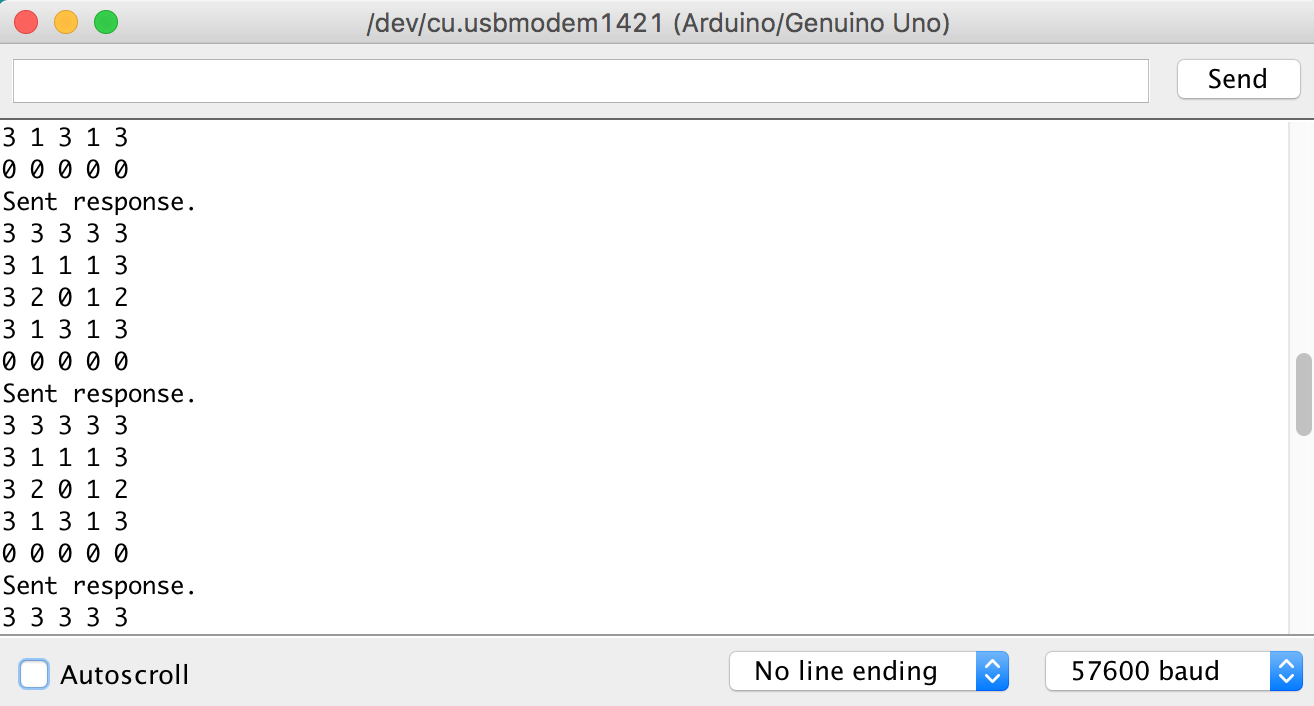 /dev/cu.usbmodem1421 (Arduino/Genuino Uno)
Send
3 1 3 1 3
0 0 0 0 0
Sent response.
3 3 3 3 3
3 1 1 1 3
3 2 0 1 2
3 1 3 1 3
0 0 0 0 0
Sent response.
3 3 3 3 3
3 1 1 1 3
3 2 0 1 2
3 1 3 1 3
0 0 0 0 0
Sent response.
3 3 3 3 3
Autoscroll
No line ending
57600 baud